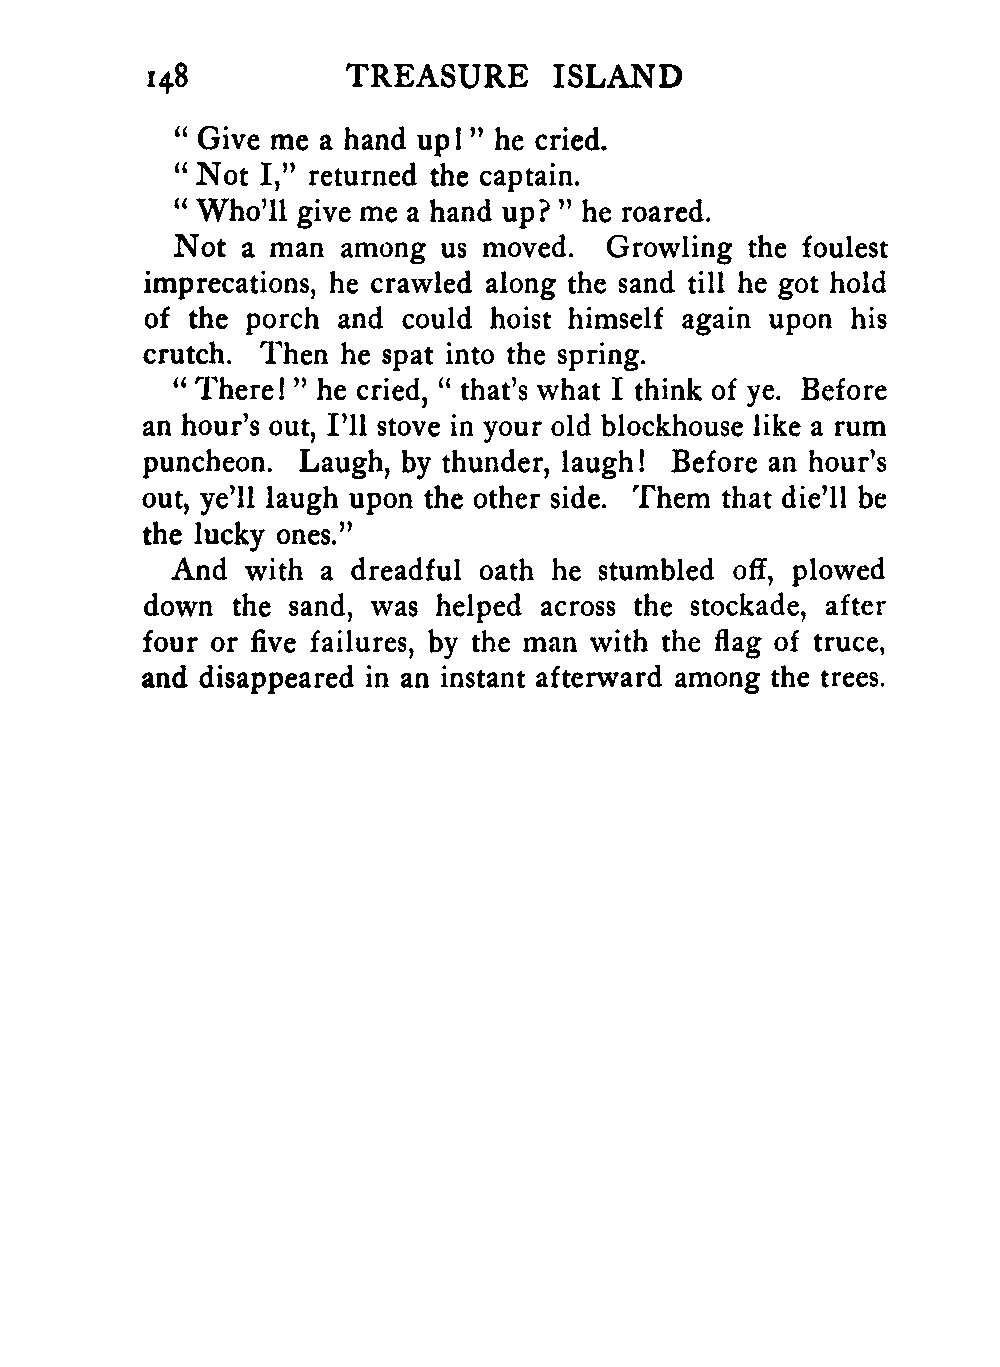 148 TREASURE ISLAND
“ Give me a hand up! ” he cried.
“ Not I,” returned the captain.
“ Who’ll give me a hand up? ” he roared.
Not a man among us moved. Growling the foulest
imprecations, he crawled along the sand till he got hold
of the porch and could hoist himself again upon his
crutch. Then he spat into the spring.
“ There! ” he cried, “ that’s what I think of ye. Before
an hour’s out, I’ll stove in your old blockhouse like a rum
puncheon. Laugh, by thunder, laugh! Before an hour’s
out, ye’ll laugh upon the other side. Them that die’ll be
the lucky ones.”
And with a dreadful oath he stumbled off, plowed
down the sand, was helped across the stockade, after
four or five failures, by the man with the flag of truce,
and disappeared in an instant afterward among the trees.